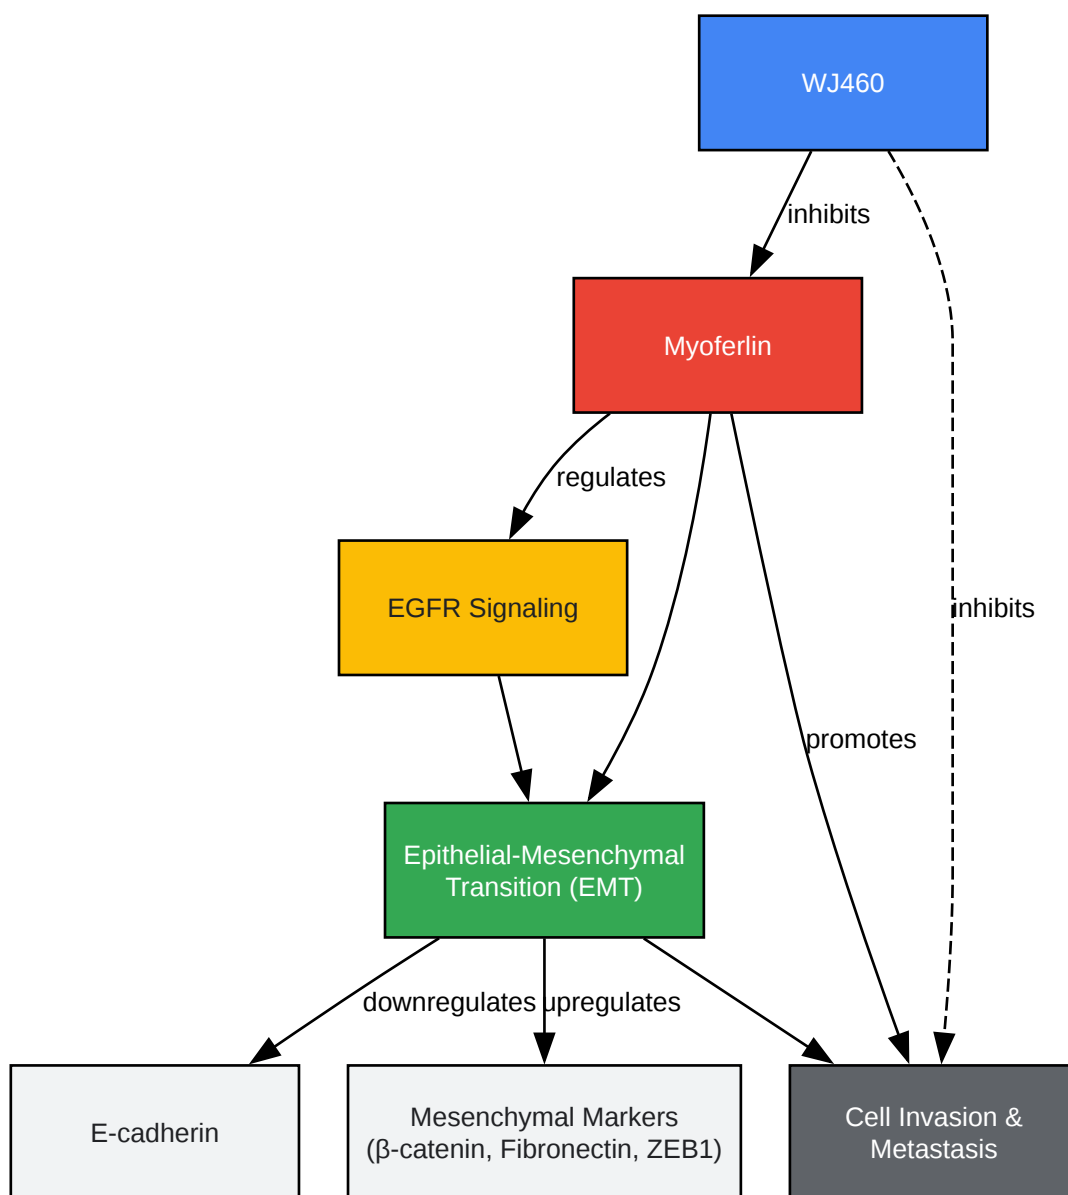 WJ460
inhibits
Myoferlin
regulates
EGFR Signaling
inhibits
promotes
Epithelial-Mesenchymal
Transition (EMT)
downregulates
upregulates
E-cadherin
Mesenchymal Markers
(β-catenin, Fibronectin, ZEB1)
Cell Invasion &
Metastasis